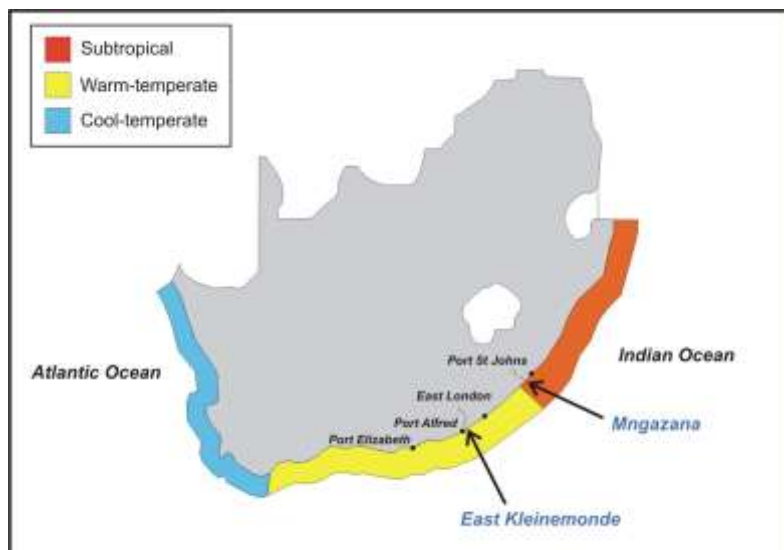 Subtropical
Warm-temperate
Cool-temperate
Atlantic Ocean
Indian Ocean
Port St Johns
East London
Port Alfred
Port Elizabeth
Mngazana
East Kleinemonde